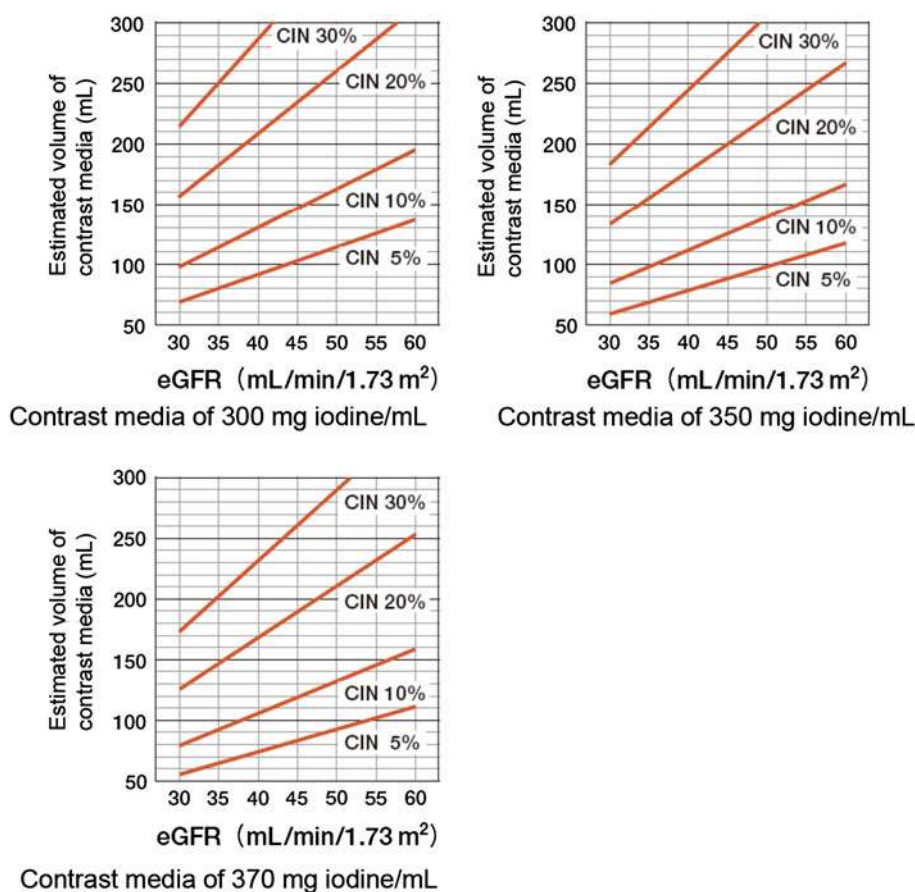 300
250
200
150
100
50
Estimated volume of
contrast media (mL)
CIN 30%
CIN 20%
CIN 10%
CIN 5%
30 35 40 45 50 55 60
eGFR (mL/min/1.73 m²)
Contrast media of 300 mg iodine/mL
300
250
200
150
100
50
Estimated volume of
contrast media (mL)
CIN 30%
CIN 20%
CIN 10%
CIN 5%
30 35 40 45 50 55 60
eGFR (mL/min/1.73 m²)
Contrast media of 350 mg iodine/mL
300
250
200
150
100
50
Estimated volume of
contrast media (mL)
CIN 30%
CIN 20%
CIN 10%
CIN 5%
30 35 40 45 50 55 60
eGFR (mL/min/1.73 m²)
Contrast media of 370 mg iodine/mL